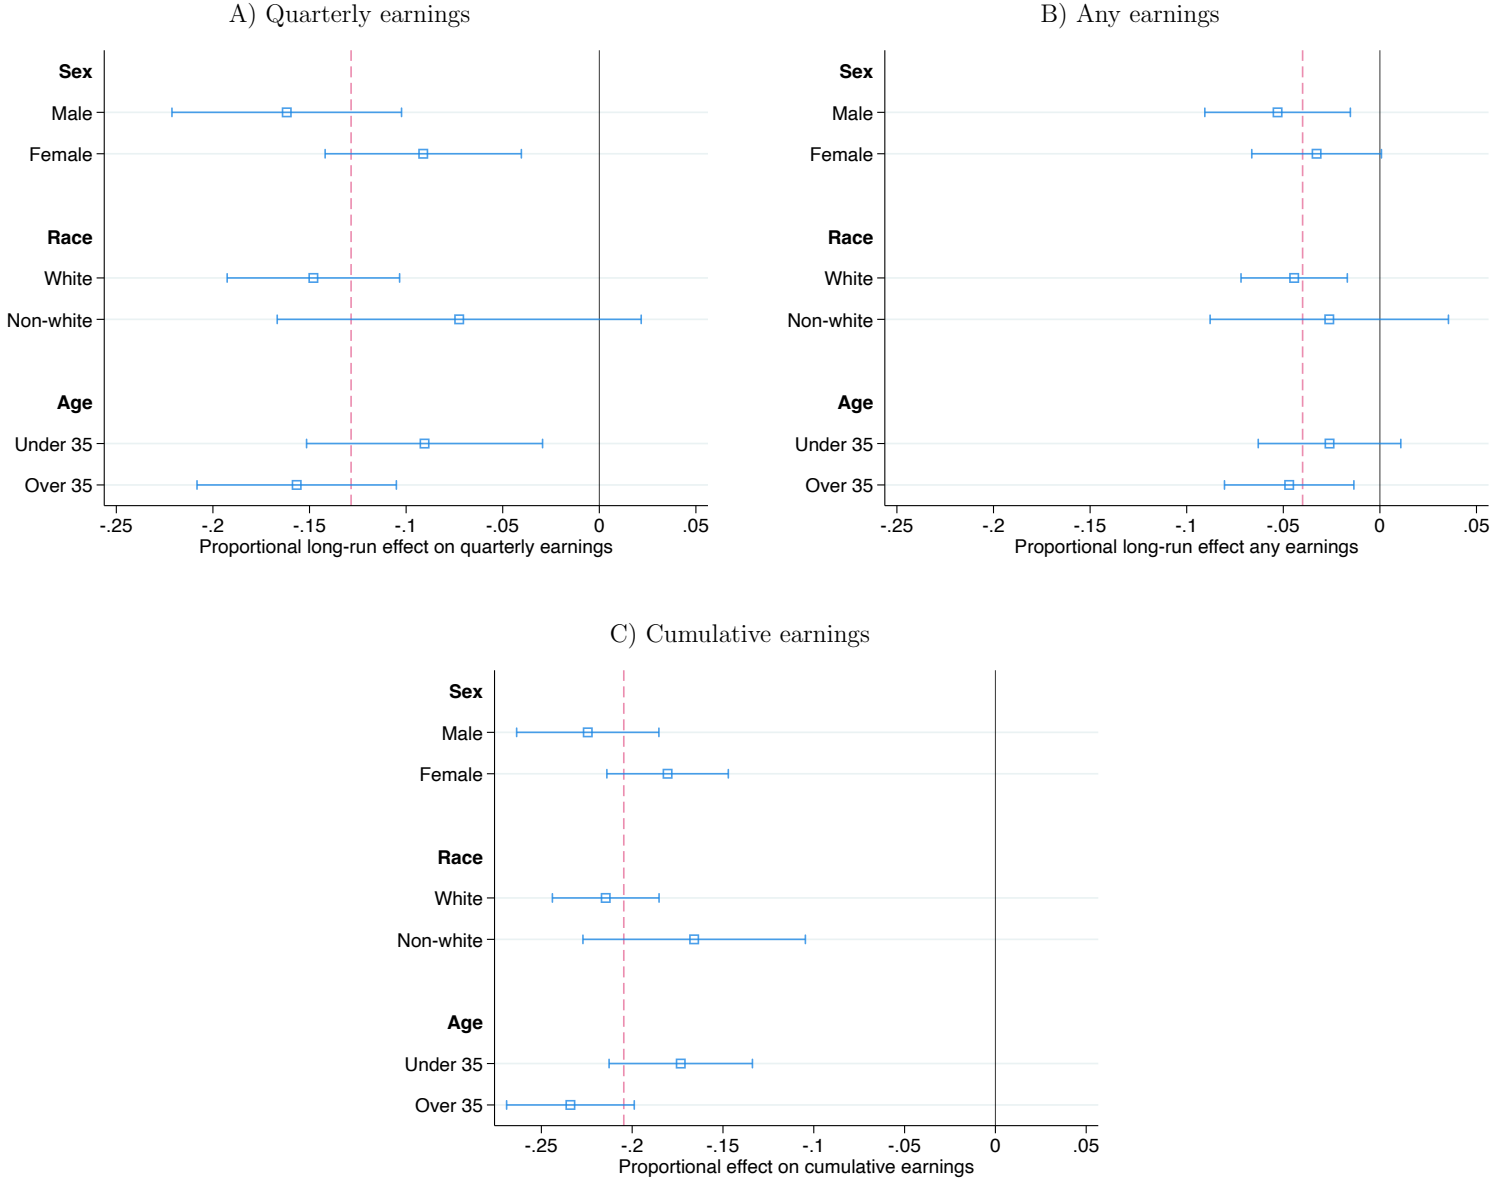 A) Quarterly earnings
Sex
Male
Female
Race
White
Non-white
Age
Under 35
Over 35
-.25 -.2 -.15 -.1 -.05 0 .05
Proportional long-run effect on quarterly earnings
B) Any earnings
Sex
Male
Female
Race
White
Non-white
Age
Under 35
Over 35
-.25 -.2 -.15 -.1 -.05 0 .05
Proportional long-run effect any earnings
C) Cumulative earnings
Sex
Male
Female
Race
White
Non-white
Age
Under 35
Over 35
-.25 -.2 -.15 -.1 -.05 0 .05
Proportional effect on cumulative earnings